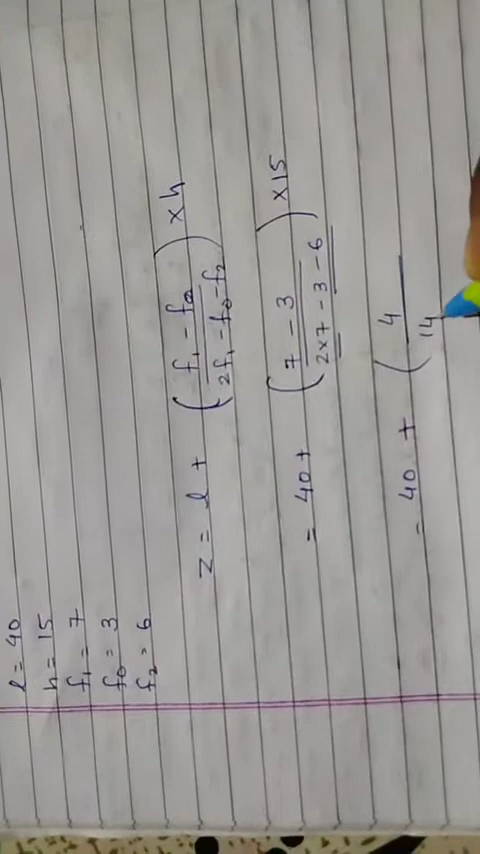 l = 40
h = 15
f₁ = 7
f₀ = 3
f₂ = 6
Z = l + ( f₁ - f₀ / 2f₁ - f₀ - f₂ ) × h
= 40 + ( 7 - 3 / 2×7 - 3 - 6 ) × 15
= 40 + ( 4 / 14